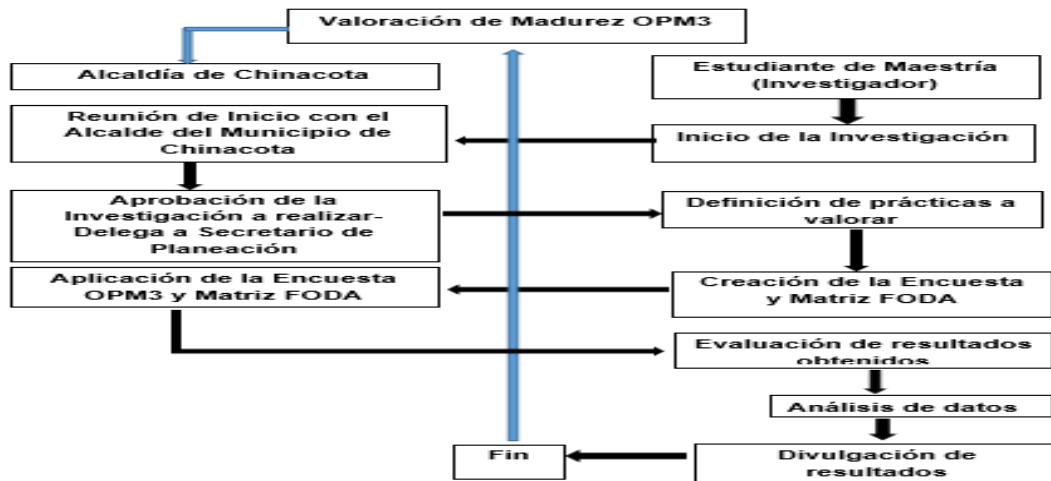 Valoración de Madurez OPM3
Alcaldía de Chinacota
Estudiante de Maestría
(Investigador)
Reunión de Inicio con el
Alcalde del Municipio de
Chinacota
Inicio de la Investigación
Aprobación de la
Investigación a realizar-
Delega a Secretario de
Planeación
Definición de prácticas a
valorar
Aplicación de la Encuesta
OPM3 y Matriz FODA
Creación de la Encuesta
y Matriz FODA
Evaluación de resultados
obtenidos
Análisis de datos
Fin
Divulgación de
resultados